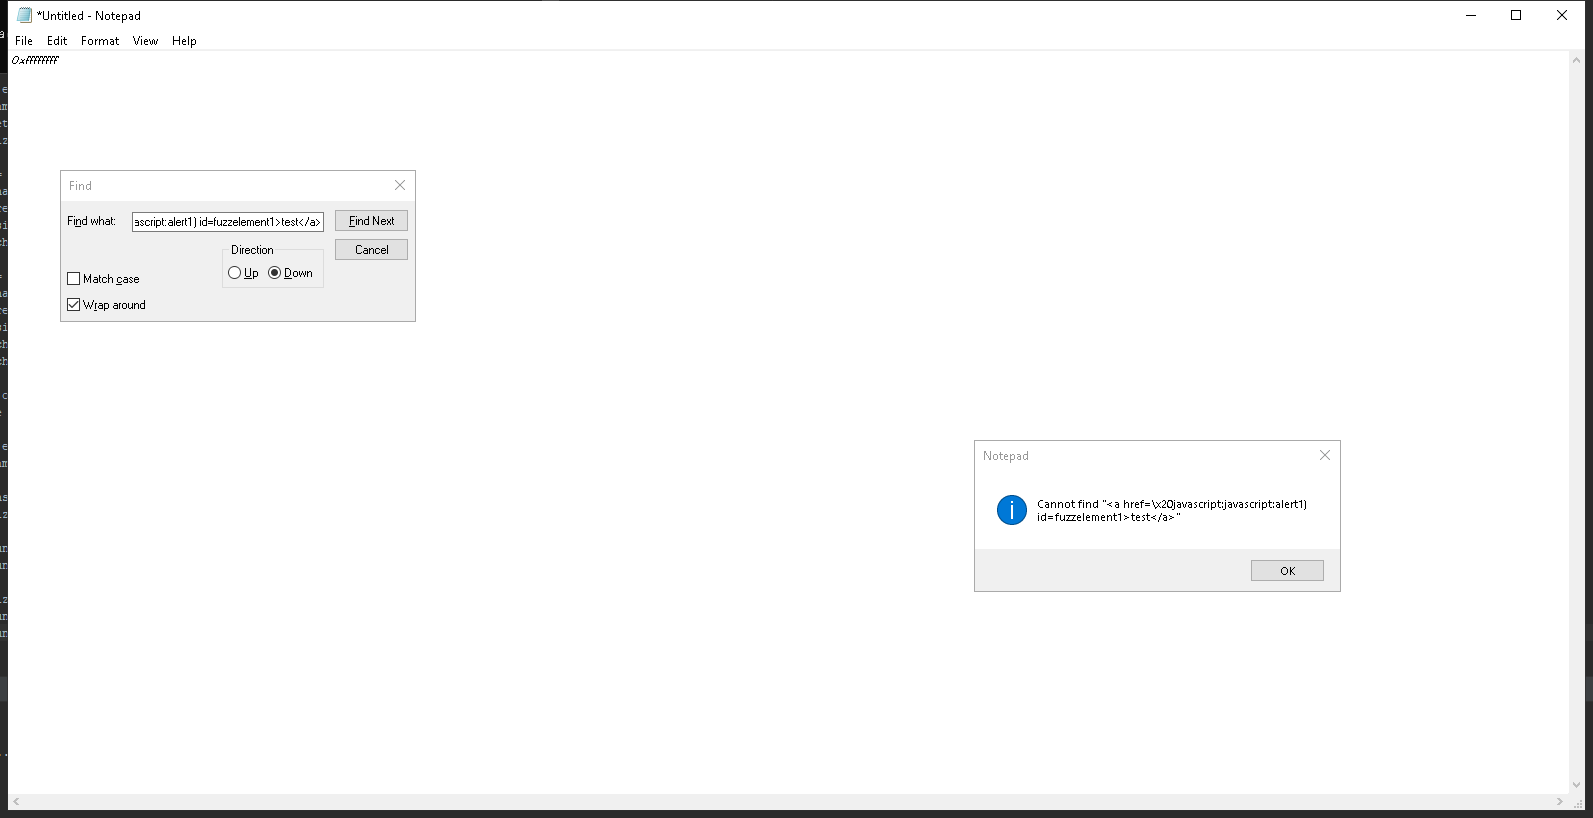 *Untitled - Notepad
File Edit Format View Help
0xffffffff
Find
Find what: ascript:alert1) id=fuzzelement1>test</a> Find Next
Direction Cancel
Up Down
Match case
Wrap around
Notepad
Cannot find "<a href=\x20javascript:javascript:alert1)
id=fuzzelement1>test</a>"
OK